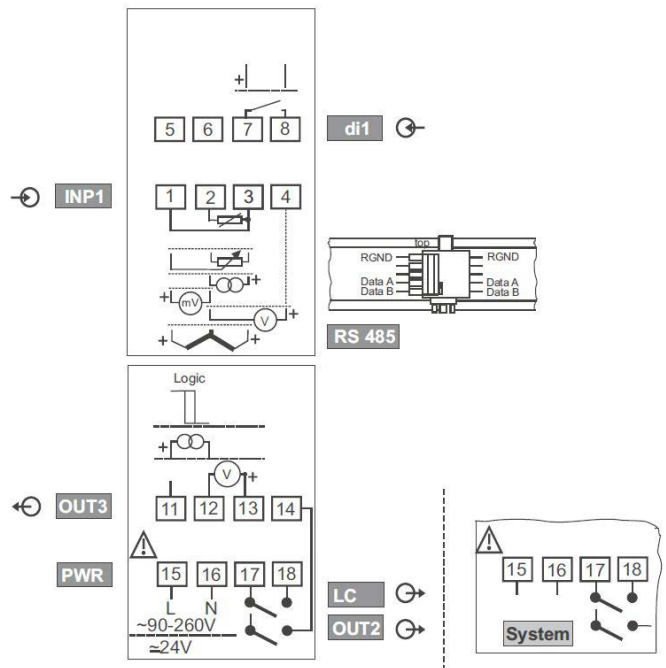 +
+
5 6 7 8
di1
INP1
1 2 3 4
top
RGND RGND
Data A Data A
Data B Data B
+ mV +
+ V +
+ +
RS 485
Logic
+
V +
OUT3
11 12 13 14
PWR
15 16 17 18
L N
~90-260V
≂24V
LC
OUT2
15 16 17 18
System